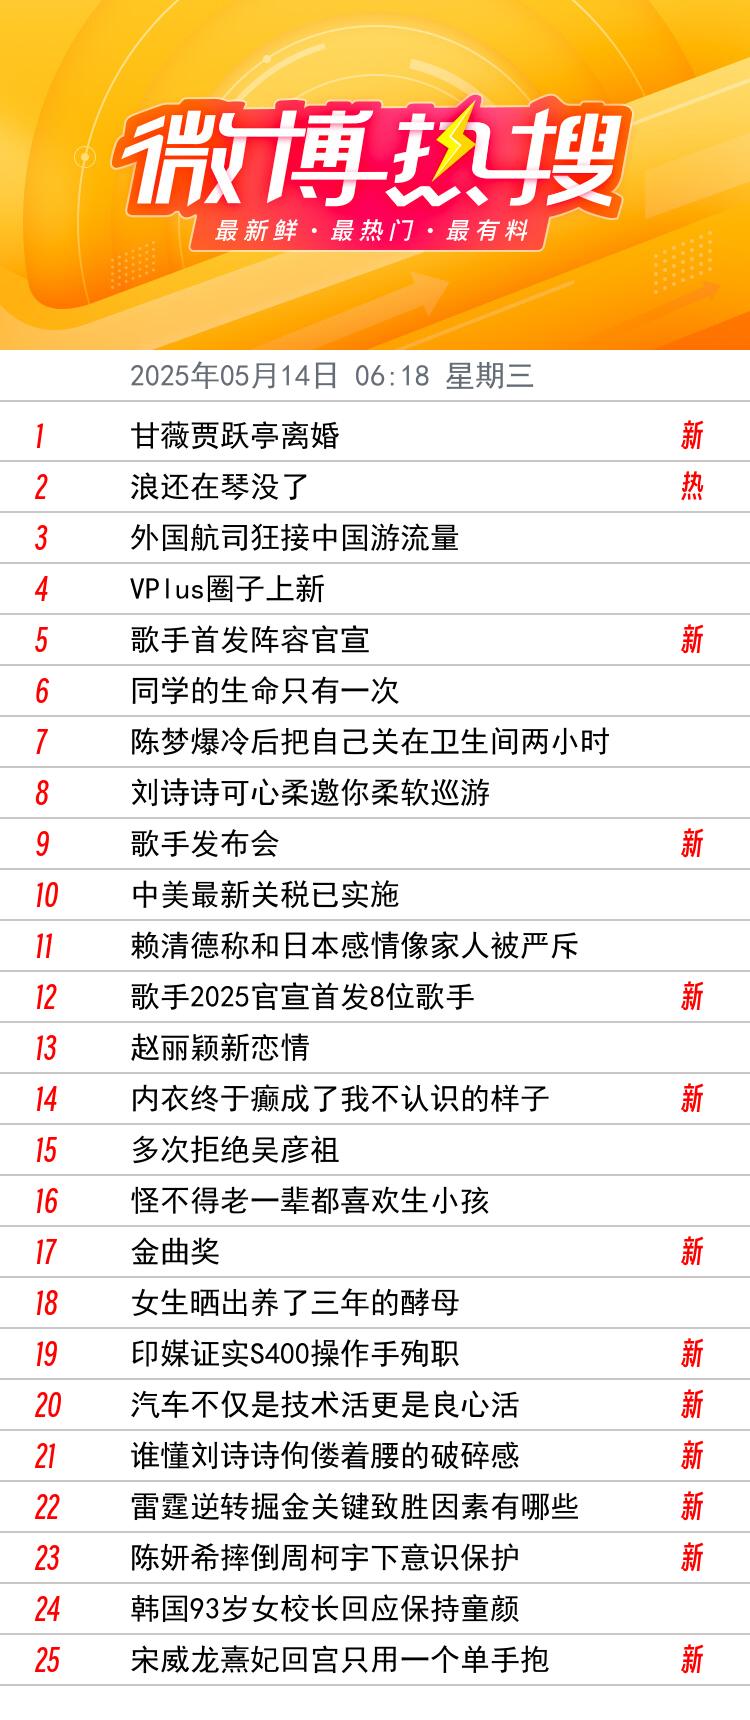 微博热搜
最新鲜·最热门·最有料
2025年05月14日 06:18 星期三
1 甘薇贾跃亭离婚 新
2 浪还在琴没了 热
3 外国航司狂接中国游流量
4 VPlus圈子上新
5 歌手首发阵容官宣 新
6 同学的生命只有一次
7 陈梦爆冷后把自己关在卫生间两小时
8 刘诗诗可心柔邀你柔软巡游
9 歌手发布会 新
10 中美最新关税已实施
11 赖清德称和日本感情像家人被严斥
12 歌手2025官宣首发8位歌手 新
13 赵丽颖新恋情
14 内衣终于癫成了我不认识的样子 新
15 多次拒绝吴彦祖
16 怪不得老一辈都喜欢生小孩
17 金曲奖 新
18 女生晒出养了三年的酵母
19 印媒证实S400操作手殉职 新
20 汽车不仅是技术活更是良心活 新
21 谁懂刘诗诗佝偻着腰的破碎感 新
22 雷霆逆转掘金关键致胜因素有哪些 新
23 陈妍希摔倒周柯宇下意识保护 新
24 韩国93岁女校长回应保持童颜
25 宋威龙熹妃回宫只用一个单手抱 新